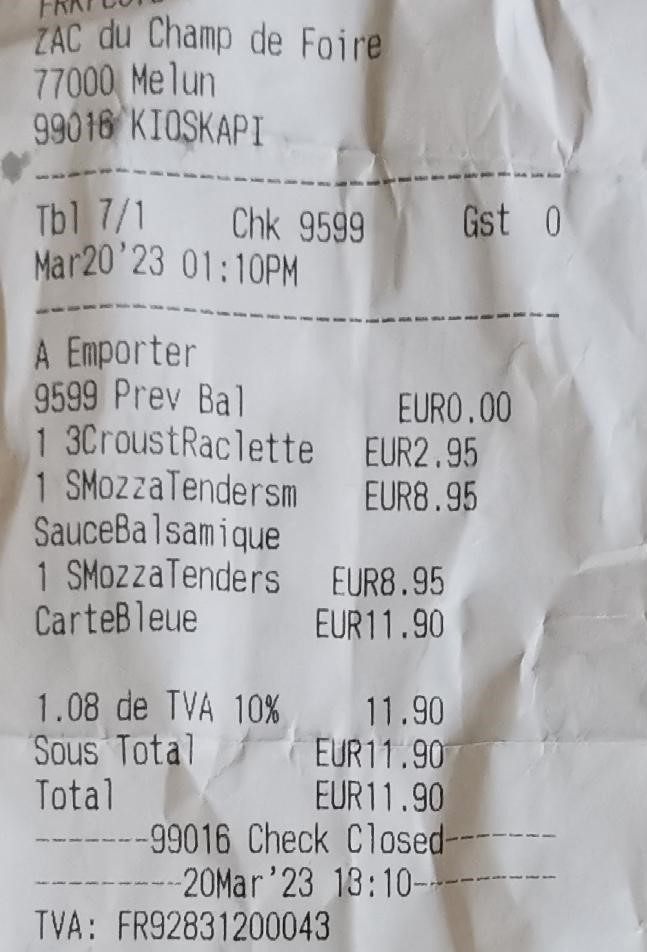 ZAC du Champ de Foire
77000 Melun
99016 KIOSKAPI
--------------------------------
Tbl 7/1 Chk 9599 Gst 0
Mar20'23 01:10PM
--------------------------------
A Emporter
9599 Prev Bal EUR0.00
1 3CroustRaclette EUR2.95
1 SMozzaTendersm EUR8.95
SauceBalsamique
1 SMozzaTenders EUR8.95
CarteBleue EUR11.90
1.08 de TVA 10% 11.90
Sous Total EUR11.90
Total EUR11.90
-------99016 Check Closed-------
---------20Mar'23 13:10---------
TVA: FR92831200043